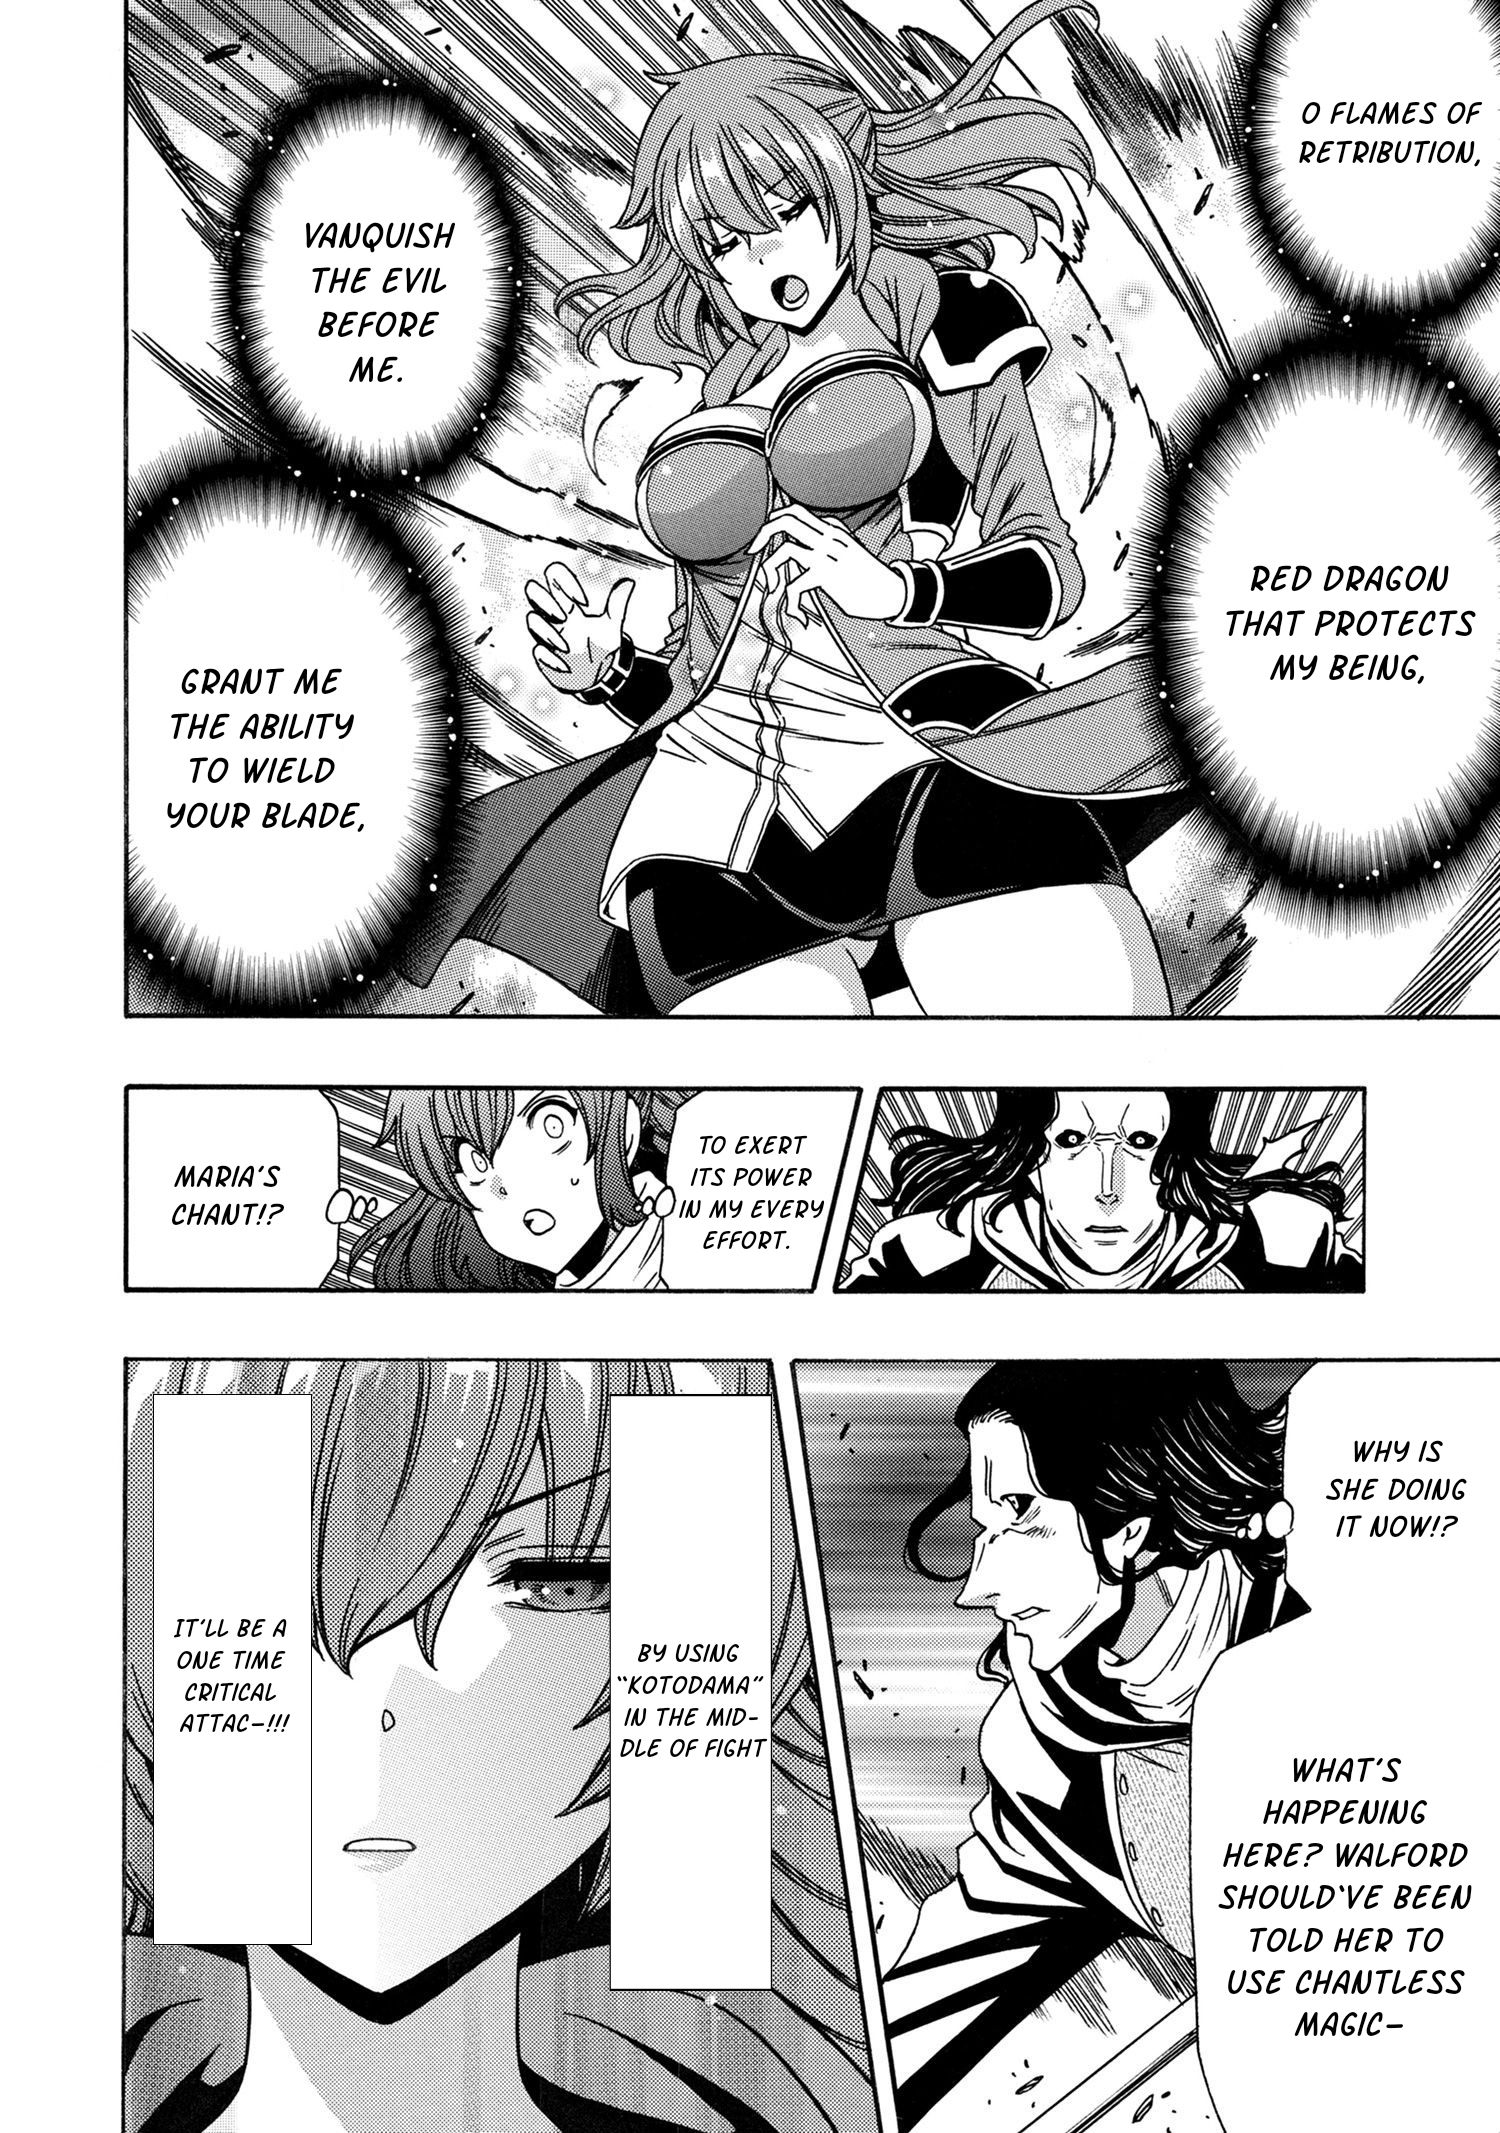 O FLAMES OF
RETRIBUTION,
RED DRAGON
THAT PROTECTS
MY BEING,
VANQUISH
THE EVIL
BEFORE
ME.
GRANT ME
THE ABILITY
TO WIELD
YOUR BLADE,
TO EXERT
ITS POWER
IN MY EVERY
EFFORT.
MARIA'S
CHANT!?
WHY IS
SHE DOING
IT NOW!?
WHAT'S
HAPPENING
HERE? WALFORD
SHOULD'VE BEEN
TOLD HER TO
USE CHANTLESS
MAGIC–
BY USING
"KOTODAMA"
IN THE MID-
DLE OF FIGHT
IT'LL BE A
ONE TIME
CRITICAL
ATTAC–!!!